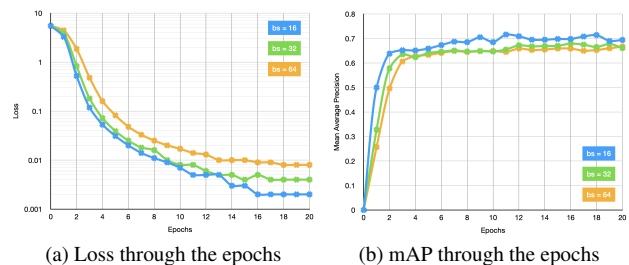 Loss
10
1
0.1
0.01
0.001
0 2 4 6 8 10 12 14 16 18 20
Epochs
bs = 16
bs = 32
bs = 64
(a) Loss through the epochs
Mean Average Precision
0.8
0.7
0.6
0.5
0.4
0.3
0.2
0.1
0
0 2 4 6 8 10 12 14 16 18 20
Epochs
bs = 16
bs = 32
bs = 64
(b) mAP through the epochs